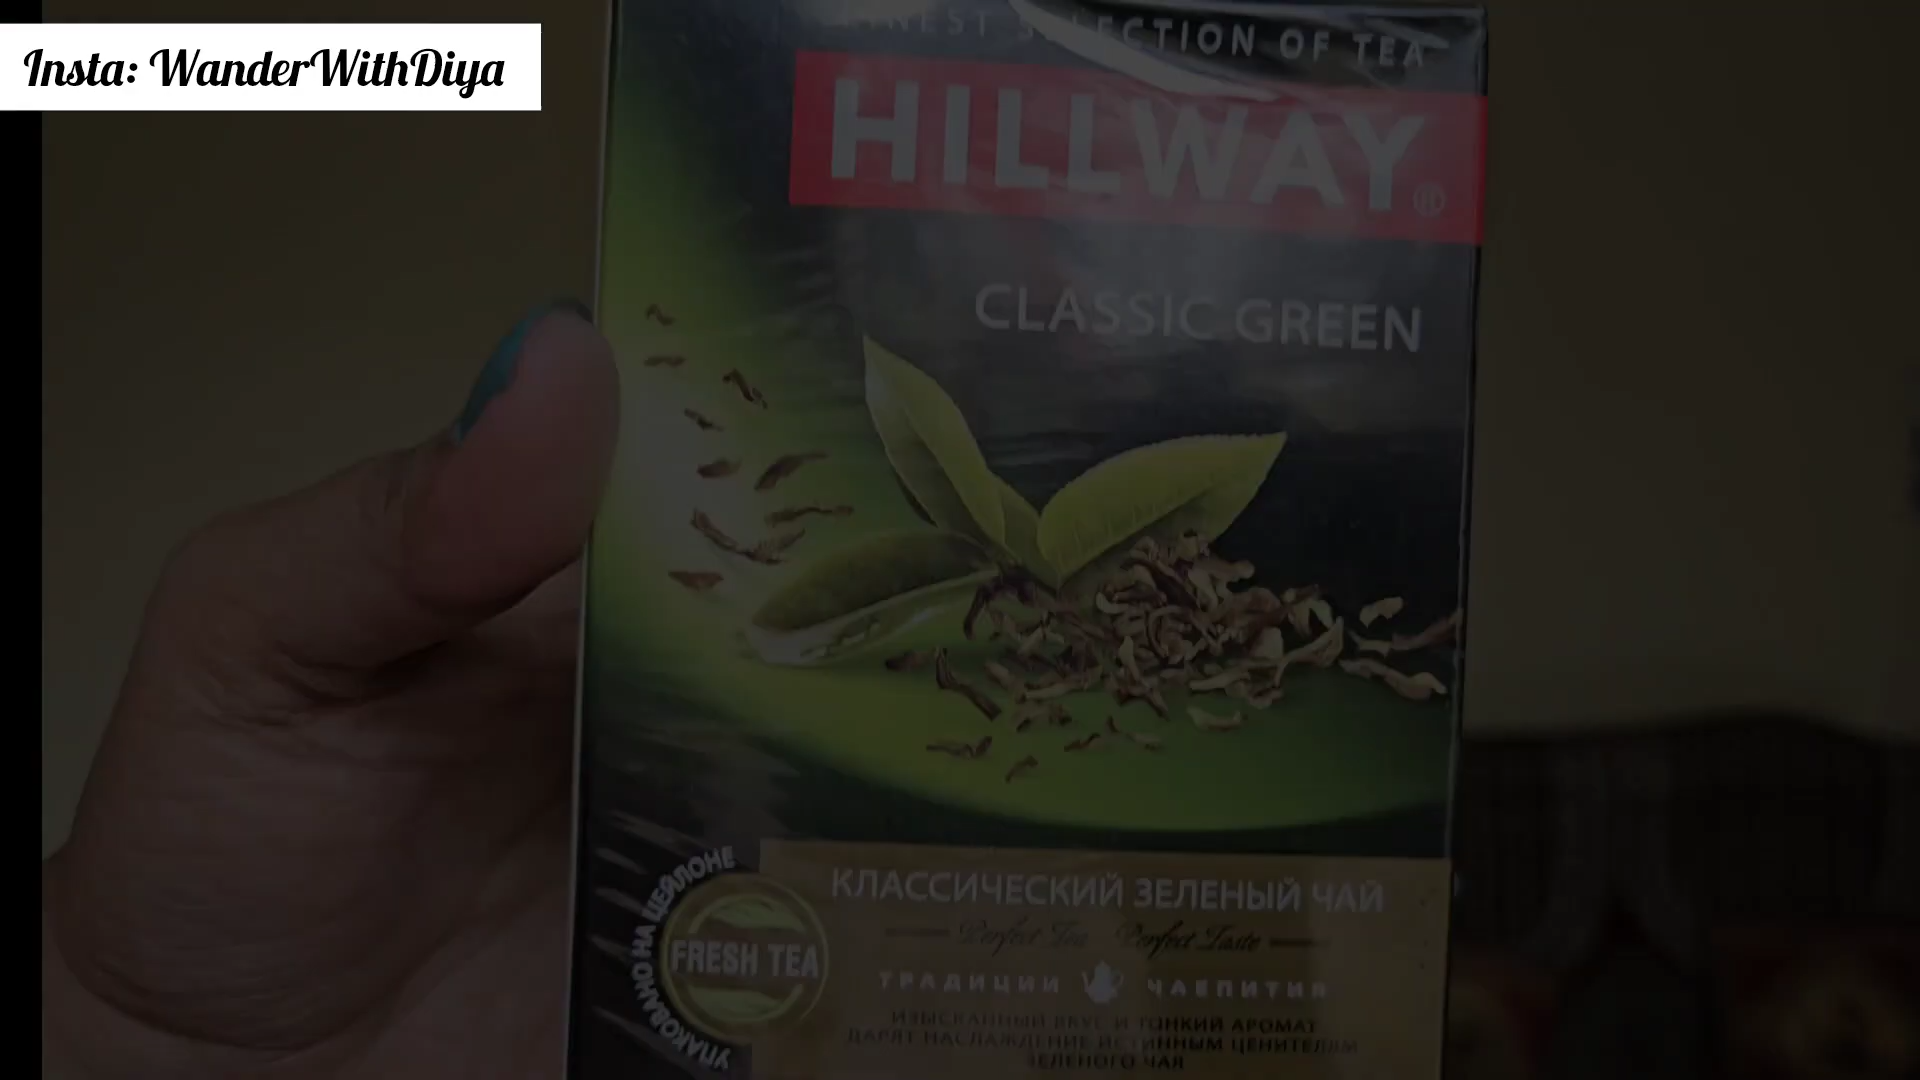 Insta: WanderWithDiya
FINEST SELECTION OF TEA
HILLWAY®
CLASSIC GREEN
УПАКОВАНО НА ЦЕЙЛОНЕ
FRESH TEA
КЛАССИЧЕСКИЙ ЗЕЛЕНЫЙ ЧАЙ
Perfect Tea Perfect Taste
ТРАДИЦИИ ЧАЕПИТИЯ
ИЗЫСКАННЫЙ ВКУС И ТОНКИЙ АРОМАТ
ДАРЯТ НАСЛАЖДЕНИЕ ИСТИННЫМ ЦЕНИТЕЛЯМ
ЗЕЛЕНОГО ЧАЯ